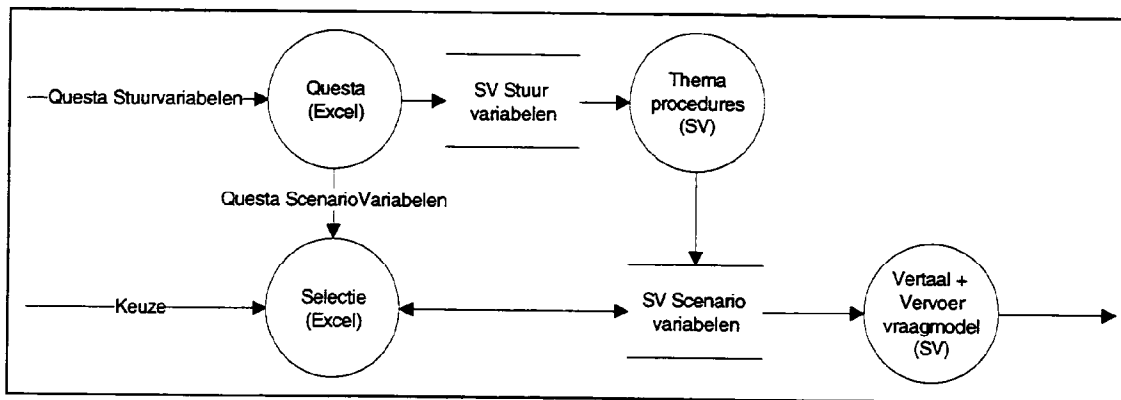 Questa Stuurvariabelen
Questa
(Excel)
SV Stuur
variabelen
Thema
procedures
(SV)
Questa ScenarioVariabelen
Keuze
Selectie
(Excel)
SV Scenario
variabelen
Vertaal +
Vervoer
vraagmodel
(SV)